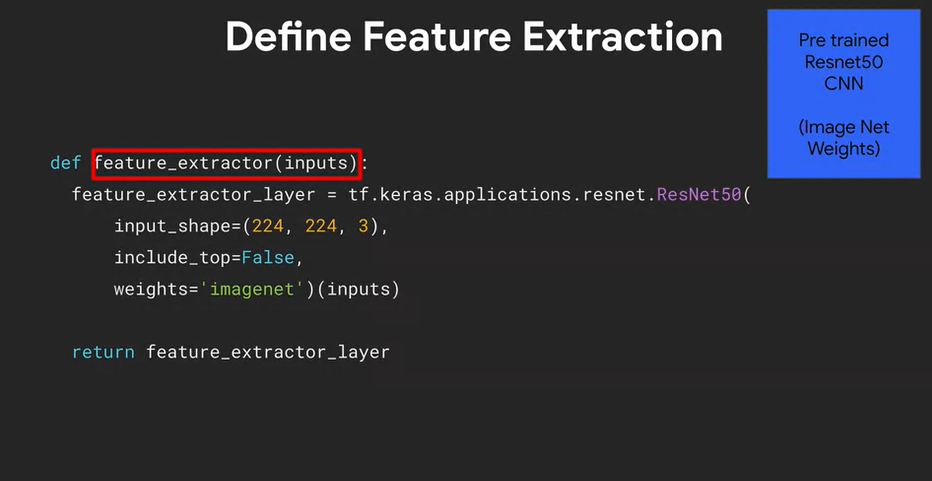 Define Feature Extraction
Pre trained
Resnet50
CNN
(Image Net
Weights)
def feature_extractor(inputs):
feature_extractor_layer = tf.keras.applications.resnet.ResNet50(
input_shape=(224, 224, 3),
include_top=False,
weights='imagenet')(inputs)
return feature_extractor_layer